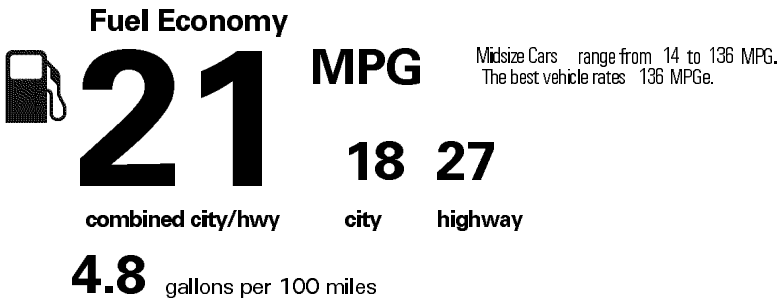 Fuel Economy
21 MPG
Midsize Cars range from 14 to 136 MPG.
The best vehicle rates 136 MPGe.
18 27
combined city/hwy city highway
4.8 gallons per 100 miles